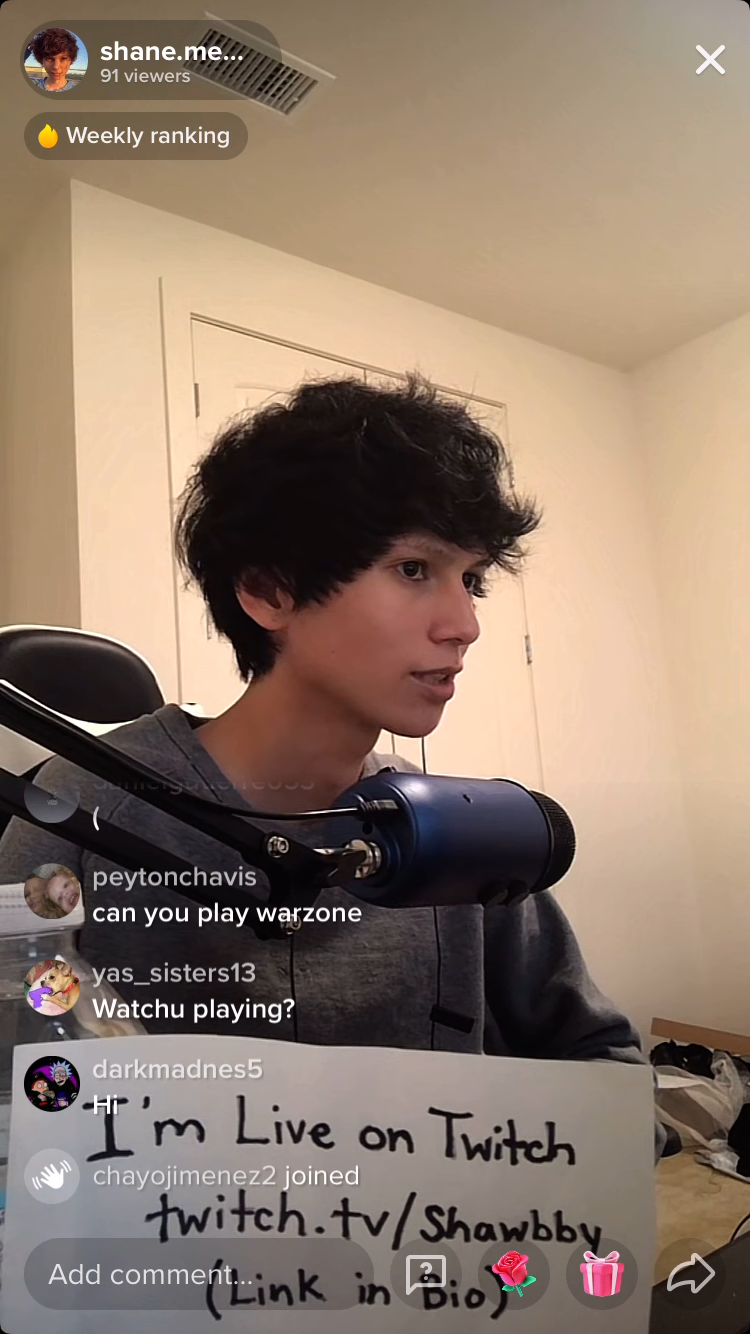 shane.me...
91 viewers
Weekly ranking
(
peytonchavis
can you play warzone
yas_sisters13
Watchu playing?
darkmadnes5
Hi
I'm Live on Twitch
chayojimenez2 joined
twitch.tv/Shawbby
Add comment...
(Link in Bio)